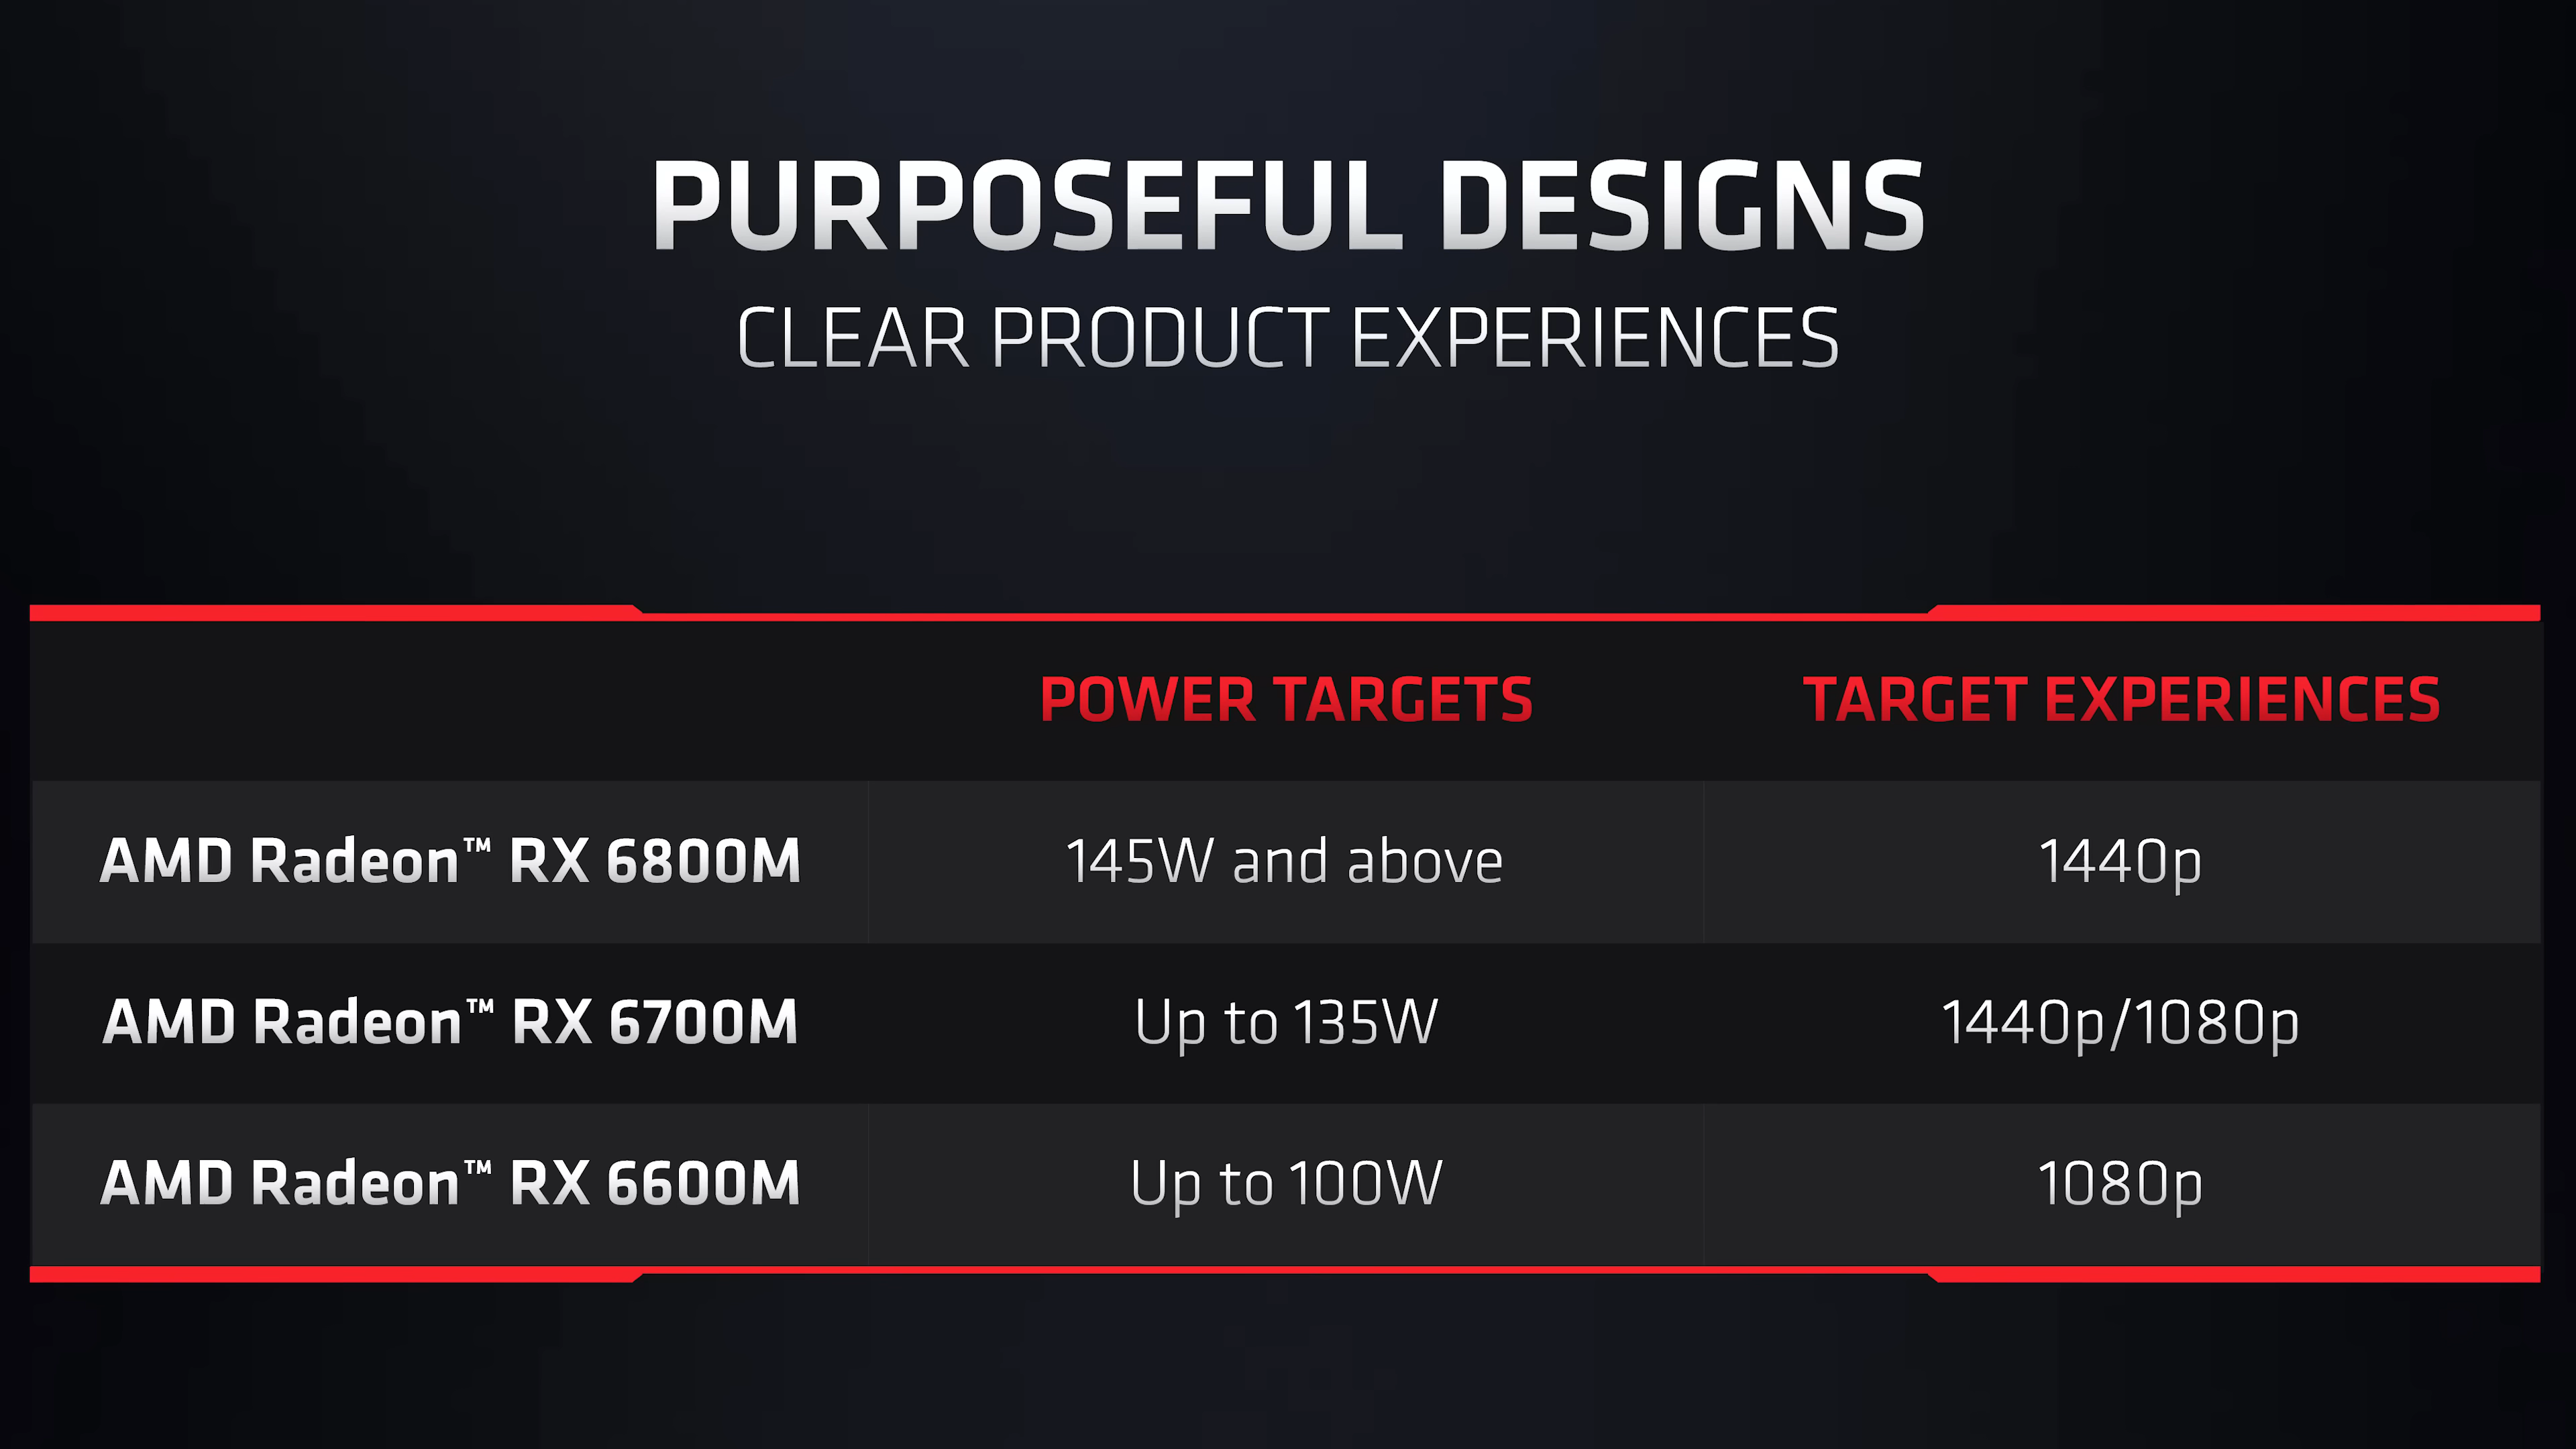 PURPOSEFUL DESIGNS
CLEAR PRODUCT EXPERIENCES
POWER TARGETS TARGET EXPERIENCES
AMD Radeon™ RX 6800M 145W and above 1440p
AMD Radeon™ RX 6700M Up to 135W 1440p/1080p
AMD Radeon™ RX 6600M Up to 100W 1080p